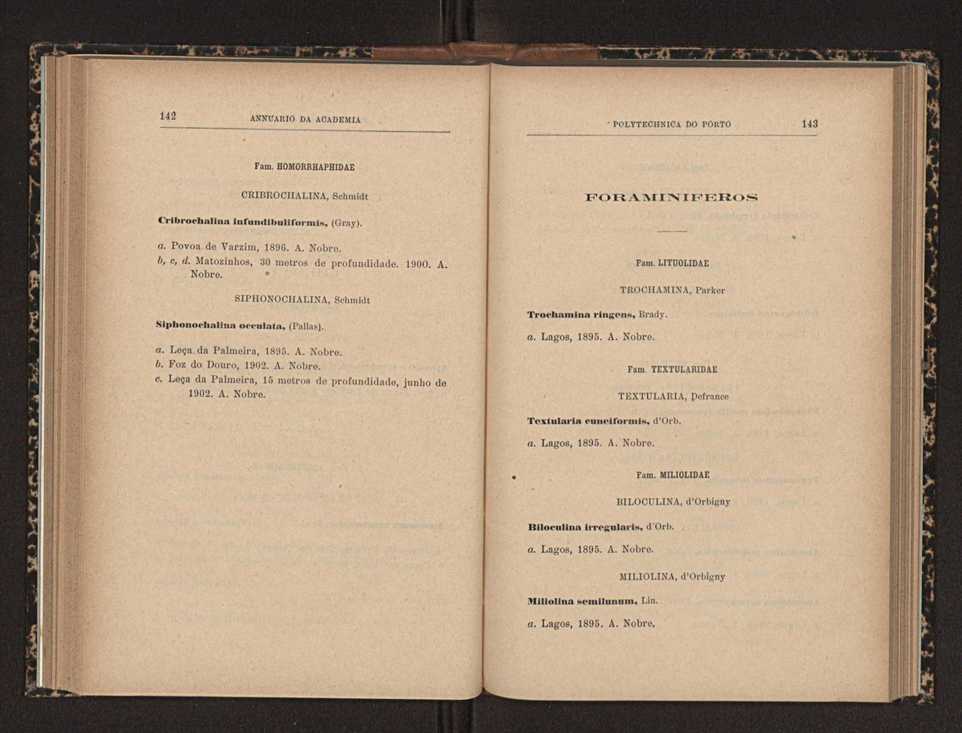 142 ANNUARIO DA ACADEMIA
Fam. HOMORRHAPHIDAE
CRIBROCHALINA, Schmidt
Cribrochalina infundibuliformis, (Gray).
a. Povoa de Varzim, 1896. A. Nobre.
b, c, d. Matozinhos, 30 metros de profundidade. 1900. A.
Nobre.
SIPHONOCHALINA, Schmidt
Siphonochalina occulata, (Pallas).
a. Leça da Palmeira, 1895. A. Nobre.
b. Foz do Douro, 1902. A. Nobre.
c. Leça da Palmeira, 15 metros de profundidade, junho de
1902. A. Nobre.
POLYTECHNICA DO PORTO 143
FORAMINIFEROS
Fam. LITUOLIDAE
TROCHAMINA, Parker
Trochamina ringens, Brady.
a. Lagos, 1895. A. Nobre.
Fam. TEXTULARIDAE
TEXTULARIA, Defrance
Textularia cuneiformis, d'Orb.
a. Lagos, 1895. A. Nobre.
Fam. MILIOLIDAE
BILOCULINA, d'Orbigny
Biloculina irregularis, d'Orb.
a. Lagos, 1895. A. Nobre.
MILIOLINA, d'Orbigny
Miliolina semilunum, Lin.
a. Lagos, 1895. A. Nobre.